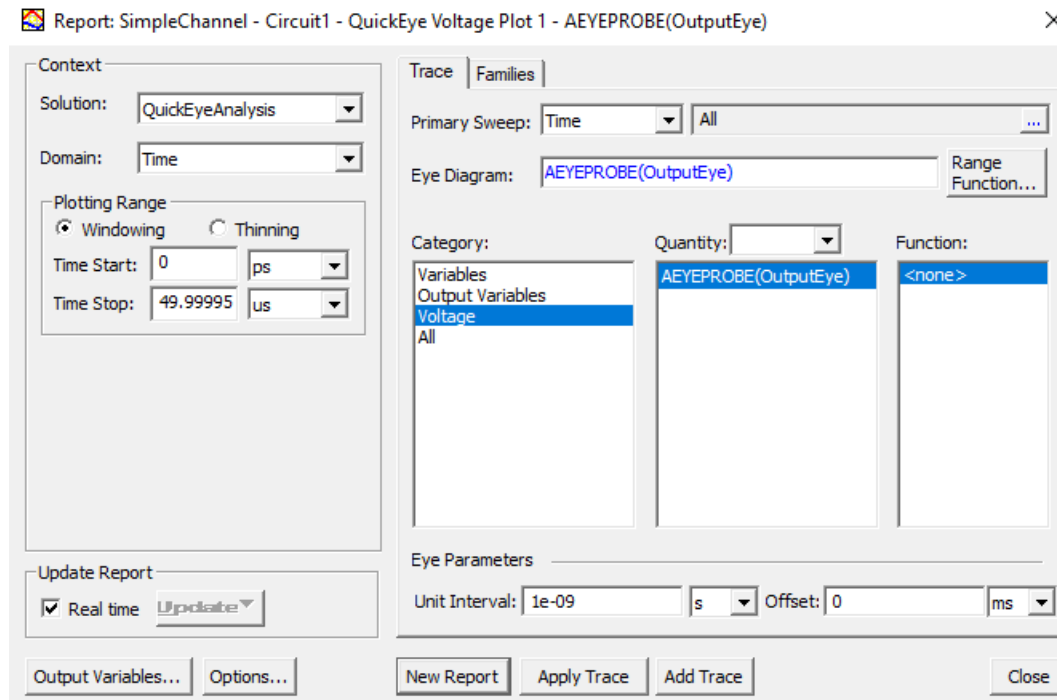 Report: SimpleChannel - Circuit1 - QuickEye Voltage Plot 1 - AEYEPROBE(OutputEye)
Context
Solution: QuickEyeAnalysis
Domain: Time
Plotting Range
Windowing Thinning
Time Start: 0 ps
Time Stop: 49.99995 us
Update Report
Real time Update
Output Variables... Options...
Trace Families
Primary Sweep: Time All ...
Eye Diagram: AEYEPROBE(OutputEye) Range Function...
Category: Quantity: Function:
Variables AEYEPROBE(OutputEye) <none>
Output Variables
Voltage
All
Eye Parameters
Unit Interval: 1e-09 s Offset: 0 ms
New Report Apply Trace Add Trace Close